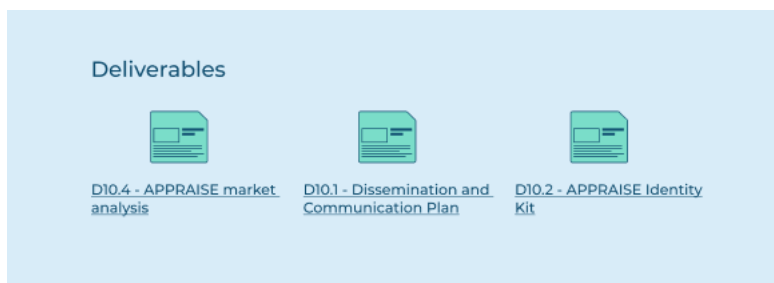 Deliverables
D10.4 - APPRAISE market
analysis
D10.1 - Dissemination and
Communication Plan
D10.2 - APPRAISE Identity
Kit